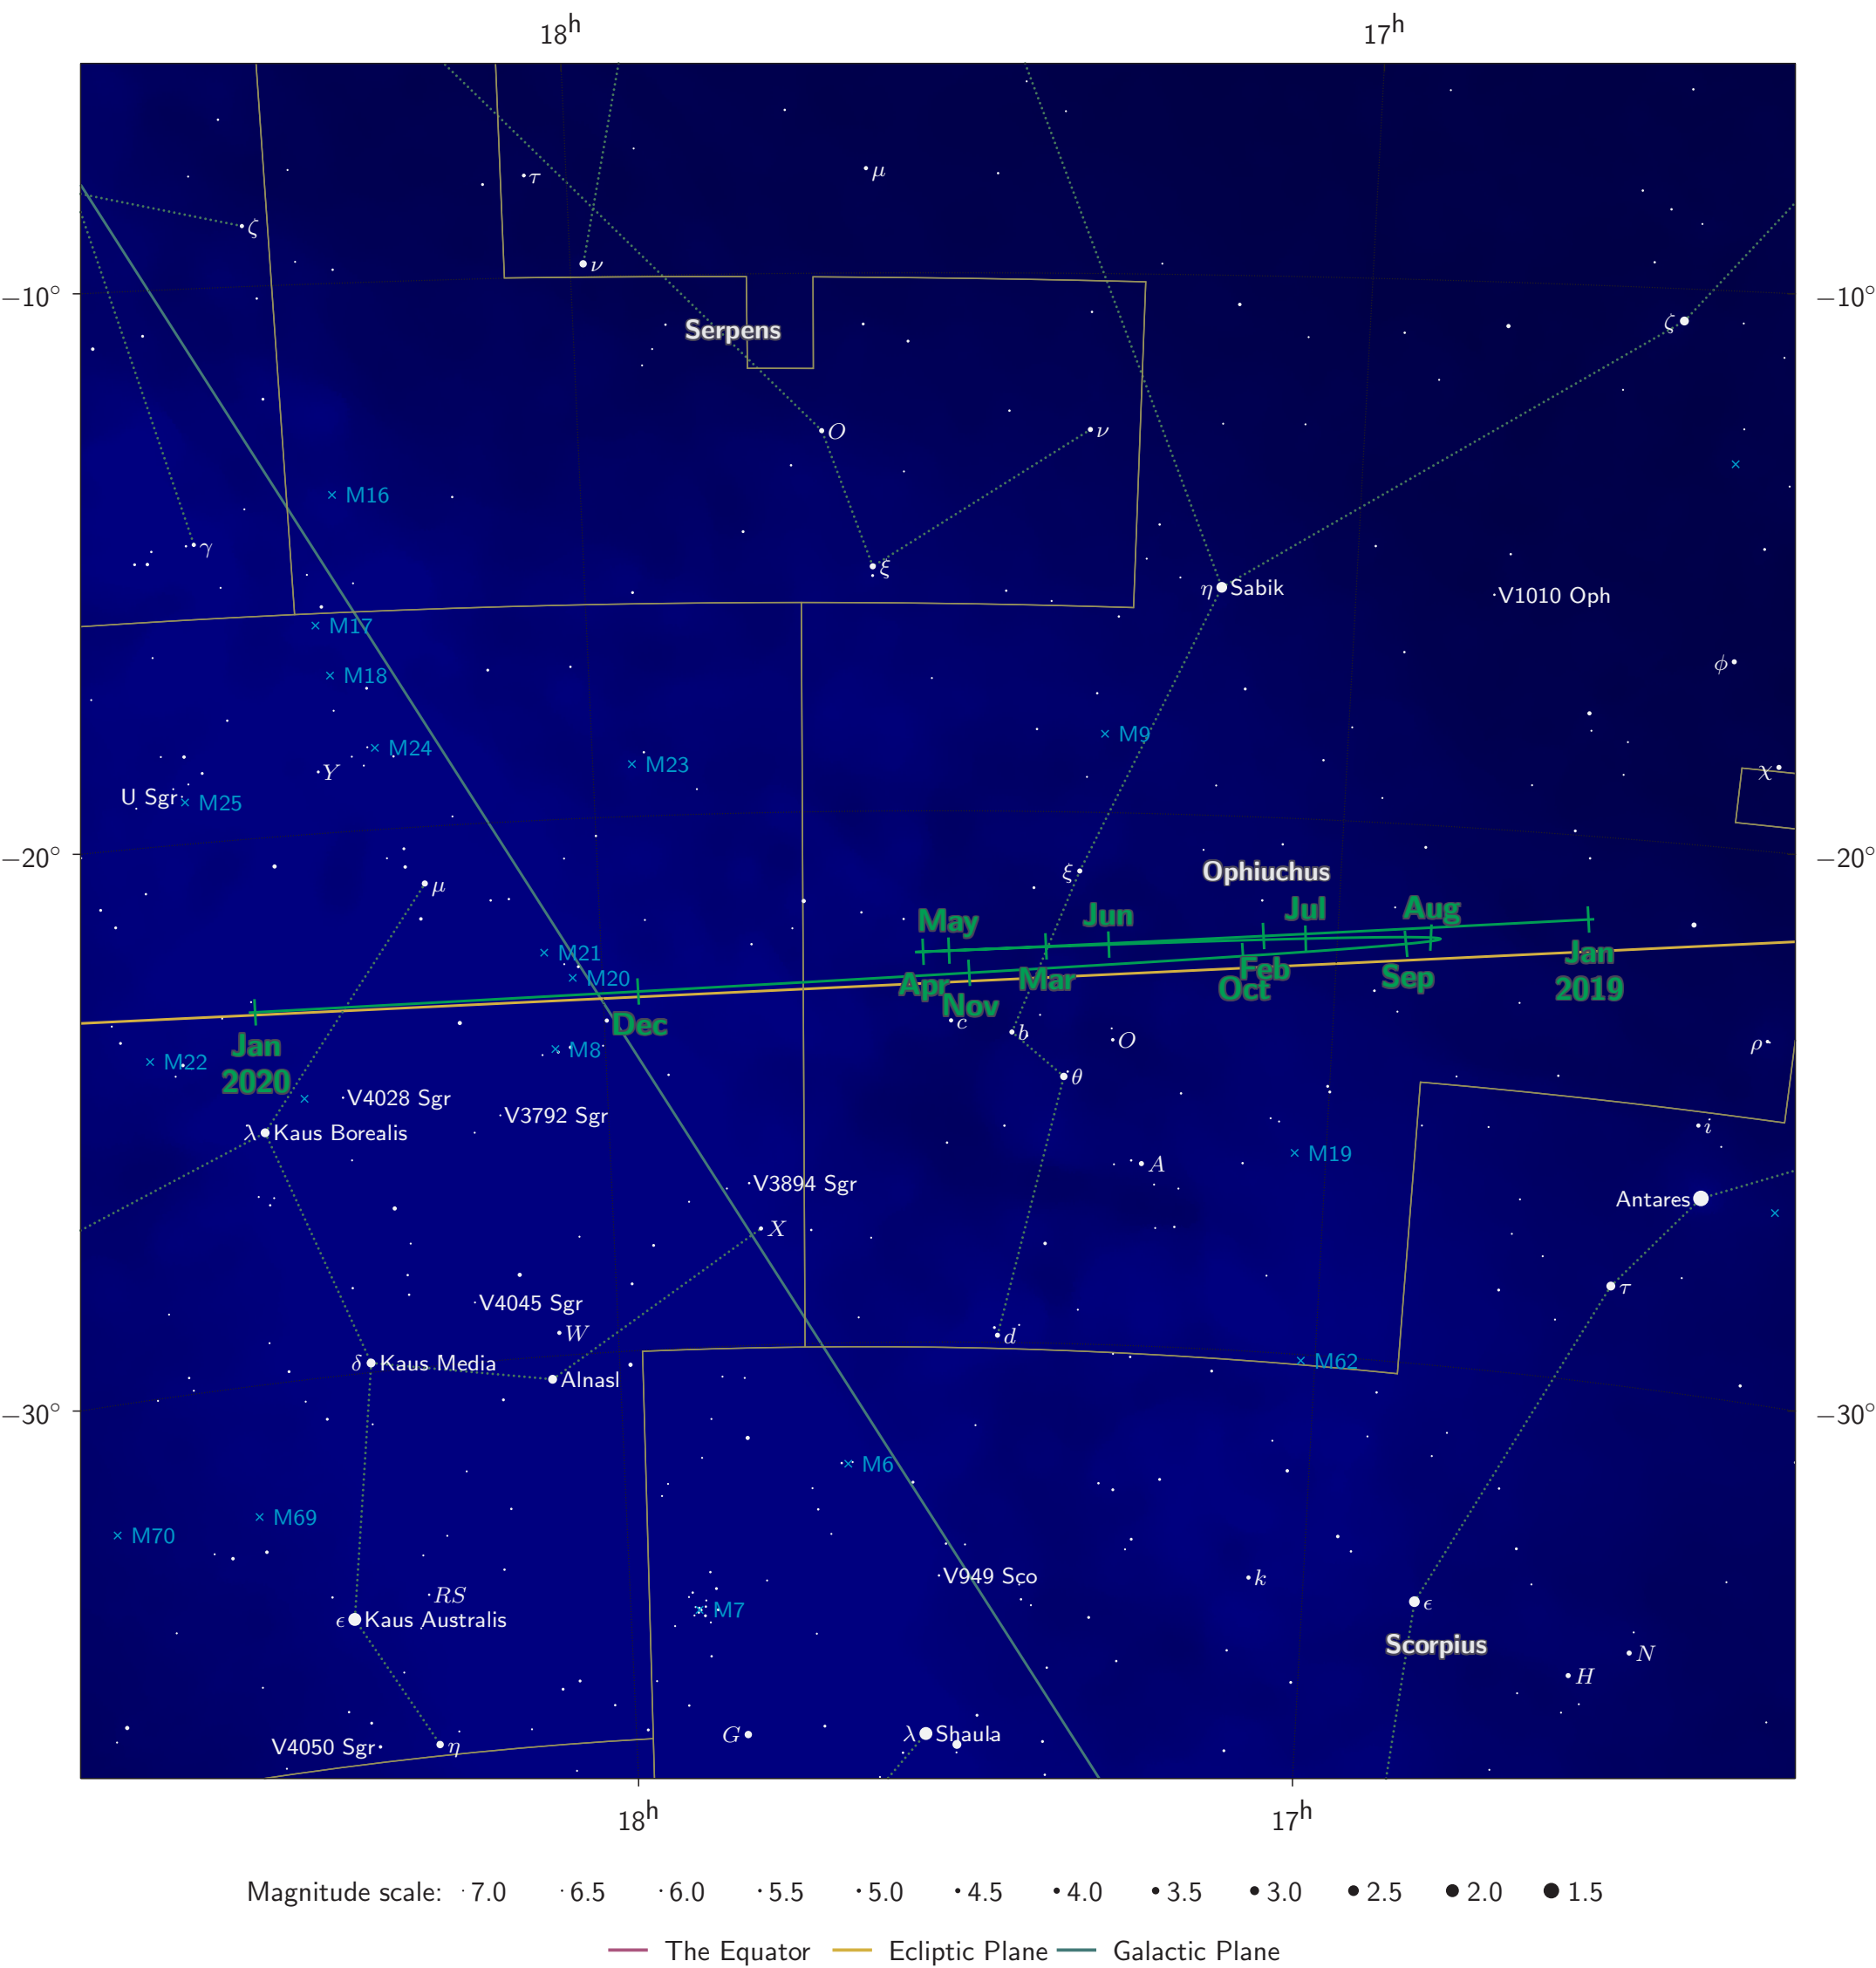 18h 17h
τ μ
ζ
ν
−10° −10°
Serpens ζ
O ν
M16
γ ξ
η Sabik V1010 Oph
M17
ϕ
M18
M9
M24
Y M23 χ
U Sgr M25
−20° −20°
ξ Ophiuchus
μ
May Jun Jul Aug
M21 Jan
M20 Apr Mar Feb Sep
Oct 2019
Nov
Dec c b O
Jan M8 ρ
M22 θ
2020
V4028 Sgr
V3792 Sgr i
λ Kaus Borealis
M19
A
V3894 Sgr Antares
X
τ
V4045 Sgr
W d
δ Kaus Media M62
Alnasl
−30° −30°
M6
M69
M70
V949 Sco k
RS
M7 ϵ
ϵ Kaus Australis
Scorpius
N
H
G λ Shaula
V4050 Sgr η
18h 17h
Magnitude scale: 7.0 6.5 6.0 5.5 5.0 4.5 4.0 3.5 3.0 2.5 2.0 1.5
The Equator Ecliptic Plane Galactic Plane